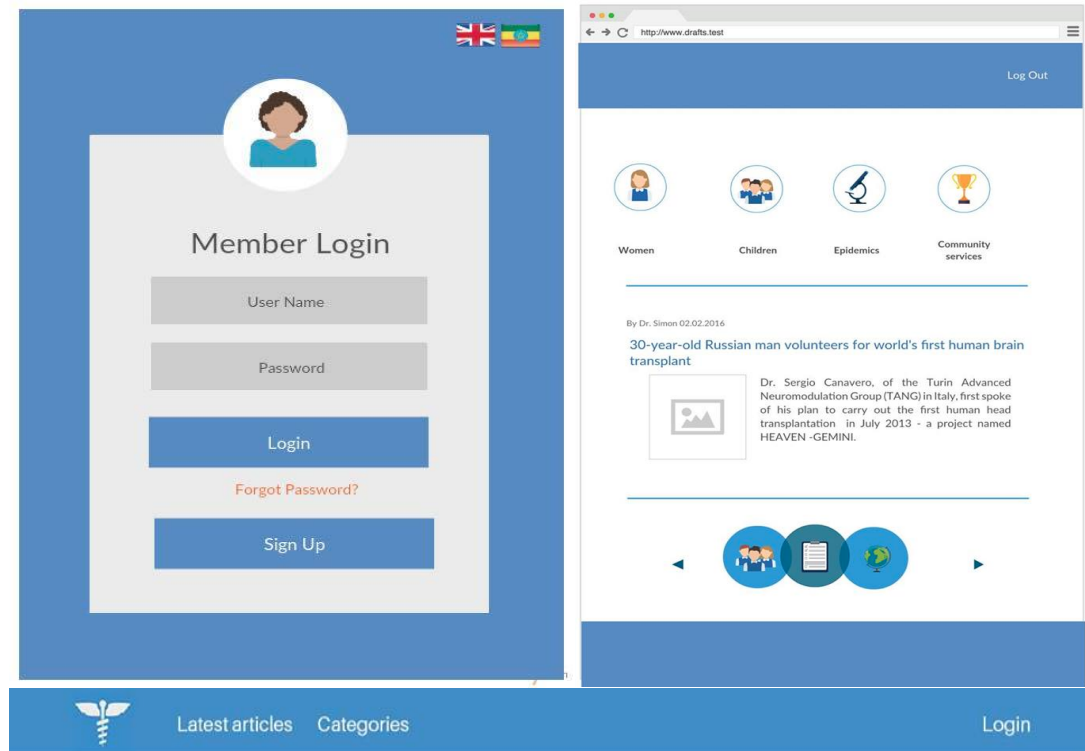 Member Login
User Name
Password
Login
Forgot Password?
Sign Up
http://www.drafts.test
Log Out
Women
Children
Epidemics
Community
services
By Dr. Simon 02.02.2016
30-year-old Russian man volunteers for world's first human brain
transplant
Dr. Sergio Canavero, of the Turin Advanced
Neuromodulation Group (TANG) in Italy, first spoke
of his plan to carry out the first human head
transplantation in July 2013 - a project named
HEAVEN -GEMINI.
Latest articles Categories Login